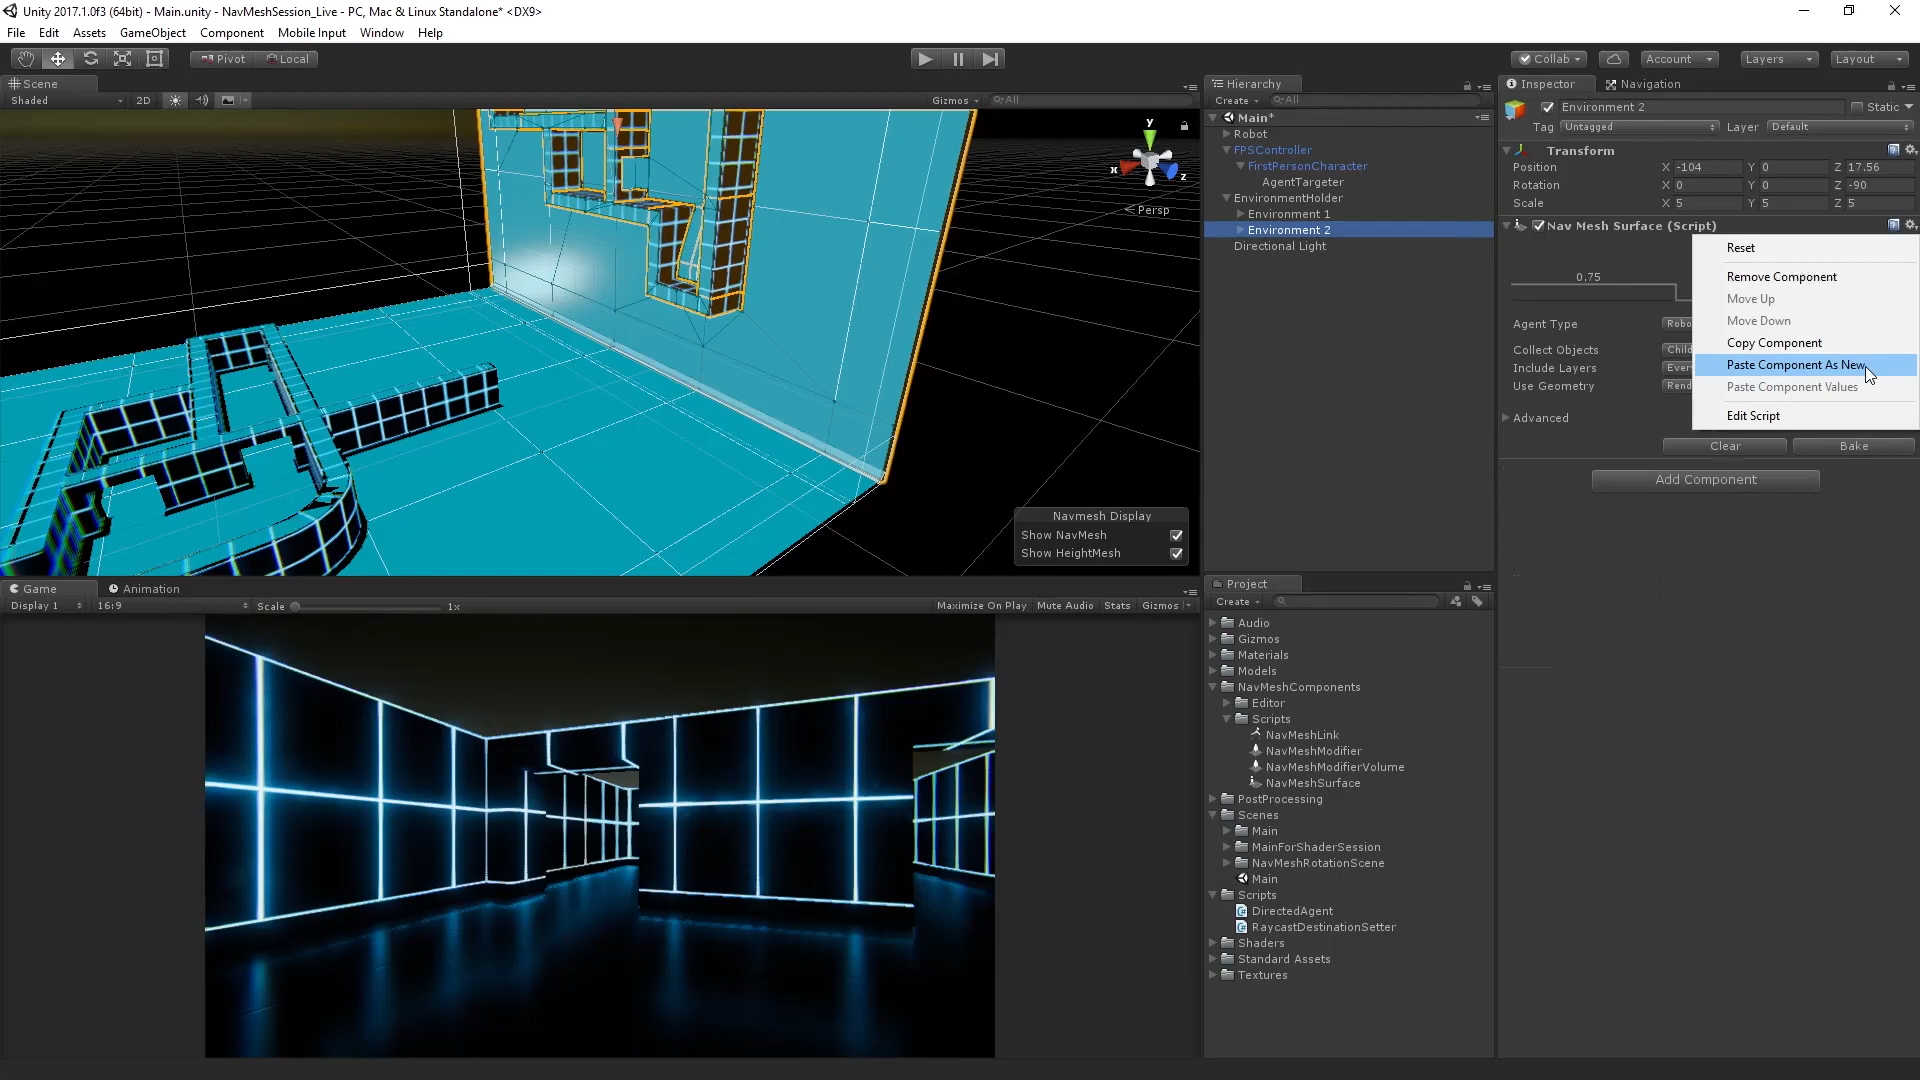 Unity 2017.1.0f3 (64bit) - Main.unity - NavMeshSession_Live - PC, Mac & Linux Standalone* <DX9>
File Edit Assets GameObject Component Mobile Input Window Help
Pivot Local Collab Account Layers Layout
Scene
Shaded 2D Gizmos All
y
x
z
Persp
Navmesh Display
Show NavMesh
Show HeightMesh
Game Animation
Display 1 16:9 Scale 1x Maximize On Play Mute Audio Stats Gizmos
Hierarchy
Create All
Main*
Robot
FPSController
FirstPersonCharacter
AgentTargeter
EnvironmentHolder
Environment 1
Environment 2
Directional Light
Project
Create
Audio
Gizmos
Materials
Models
NavMeshComponents
Editor
Scripts
NavMeshLink
NavMeshModifier
NavMeshModifierVolume
NavMeshSurface
PostProcessing
Scenes
Main
MainForShaderSession
NavMeshRotationScene
Main
Scripts
DirectedAgent
RaycastDestinationSetter
Shaders
Standard Assets
Textures
Inspector Navigation
Environment 2 Static
Tag Untagged Layer Default
Transform
Position X -104 Y 0 Z 17.56
Rotation X 0 Y 0 Z -90
Scale X 5 Y 5 Z 5
Nav Mesh Surface (Script)
0.75
Agent Type Robo
Collect Objects Child
Include Layers Ever
Use Geometry Rend
Advanced
Clear Bake
Add Component
Reset
Remove Component
Move Up
Move Down
Copy Component
Paste Component As New
Paste Component Values
Edit Script